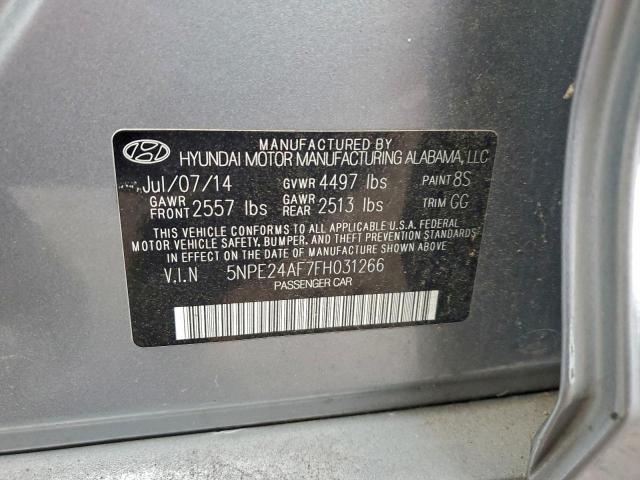 MANUFACTURED BY
HYUNDAI MOTOR MANUFACTURING ALABAMA, LLC
Jul/07/14 GVWR 4497 lbs PAINT 8S
GAWR FRONT 2557 lbs GAWR REAR 2513 lbs TRIM GG
THIS VEHICLE CONFORMS TO ALL APPLICABLE U.S.A. FEDERAL
MOTOR VEHICLE SAFETY, BUMPER, AND THEFT PREVENTION STANDARDS
IN EFFECT ON THE DATE OF MANUFACTURE SHOWN ABOVE.
V.I.N 5NPE24AF7FH031266
PASSENGER CAR